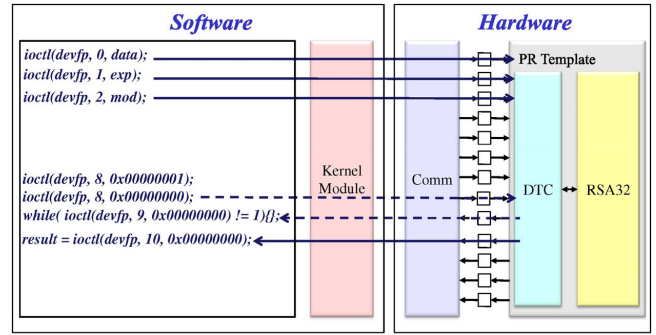 Software
Hardware
ioctl(devfp, 0, data);
ioctl(devfp, 1, exp);
ioctl(devfp, 2, mod);
ioctl(devfp, 8, 0x00000001);
ioctl(devfp, 8, 0x00000000);
while( ioctl(devfp, 9, 0x00000000) != 1){};
result = ioctl(devfp, 10, 0x00000000);
Kernel
Module
Comm
PR Template
DTC
RSA32